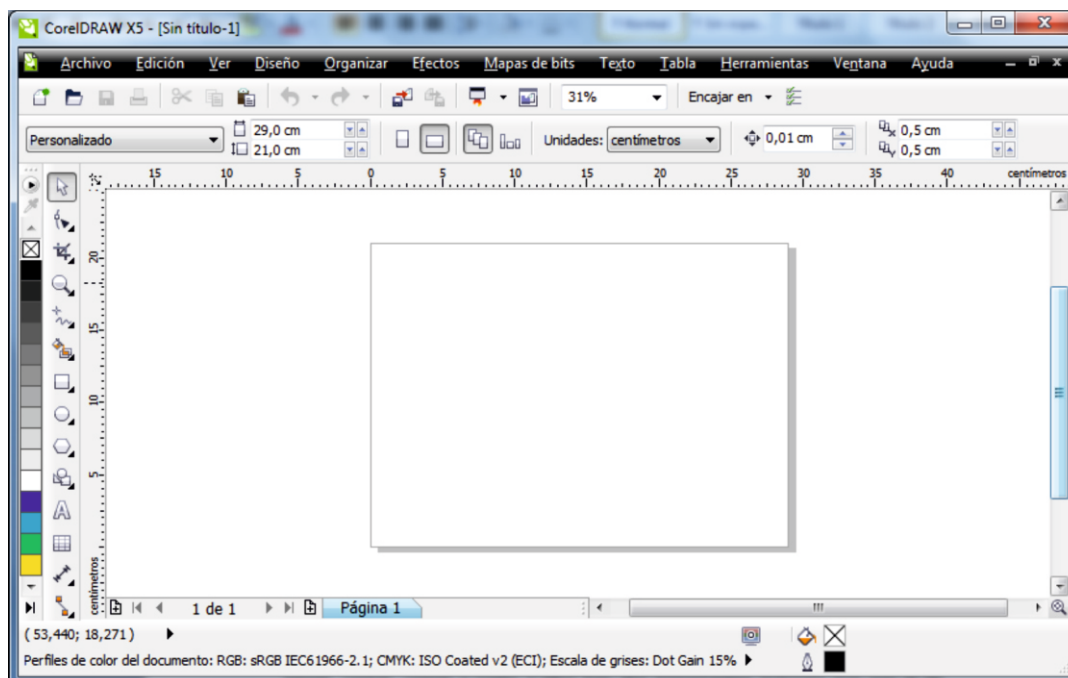 CorelDRAW X5 - [Sin título-1]
Archivo Edición Ver Diseño Organizar Efectos Mapas de bits Texto Tabla Herramientas Ventana Ayuda
31% Encajar en
Personalizado 29,0 cm 21,0 cm Unidades: centímetros 0,01 cm 0,5 cm 0,5 cm
15 10 5 0 5 10 15 20 25 30 35 40 centímetros
20
15
10
5
centímetros
1 de 1 Página 1
( 53,440; 18,271 )
Perfiles de color del documento: RGB: sRGB IEC61966-2.1; CMYK: ISO Coated v2 (ECI); Escala de grises: Dot Gain 15%